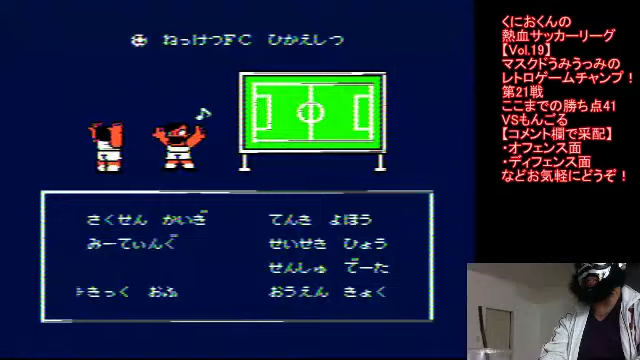 ねっけつFC ひかえしつ
さくせん かいぎ
てんき よほう
みーてぃんぐ
せいせき ひょう
せんしゅ でーた
きっく おふ
おうえん きょく
くにおくんの
熱血サッカーリーグ
【Vol.19】
マスクドうみうっみの
レトロゲームチャンプ！
第21戦
ここまでの勝ち点41
VSもんごる
【コメント欄で采配】
・オフェンス面
・ディフェンス面
などお気軽にどうぞ！